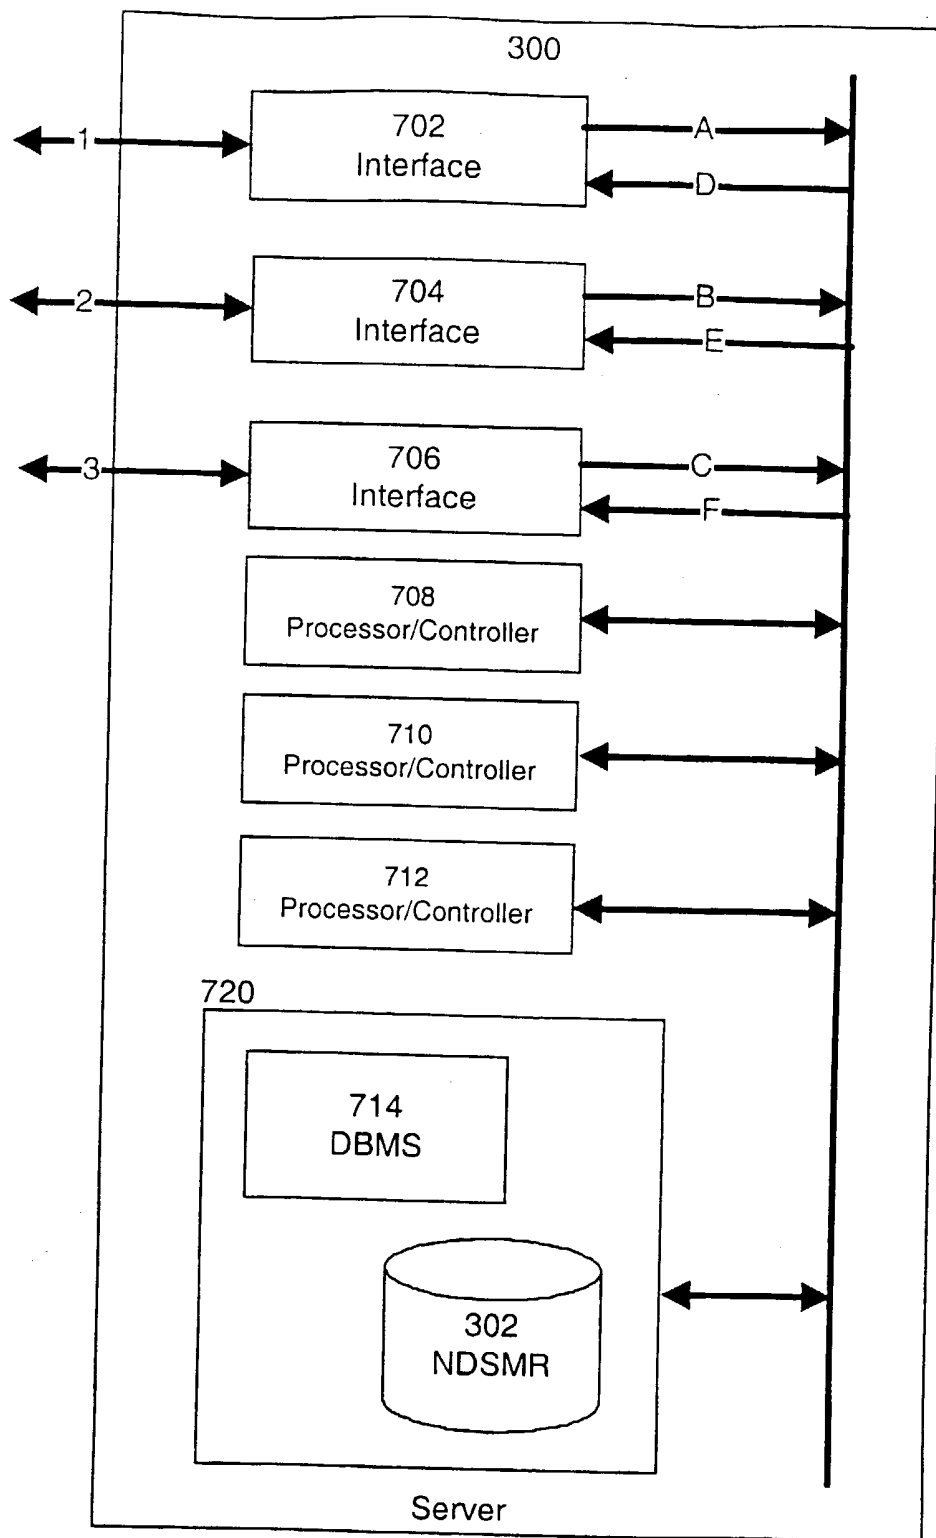 300
702
Interface
1
A
D
704
Interface
2
B
E
706
Interface
3
C
F
708
Processor/Controller
710
Processor/Controller
712
Processor/Controller
720
714
DBMS
302
NDSMR
Server